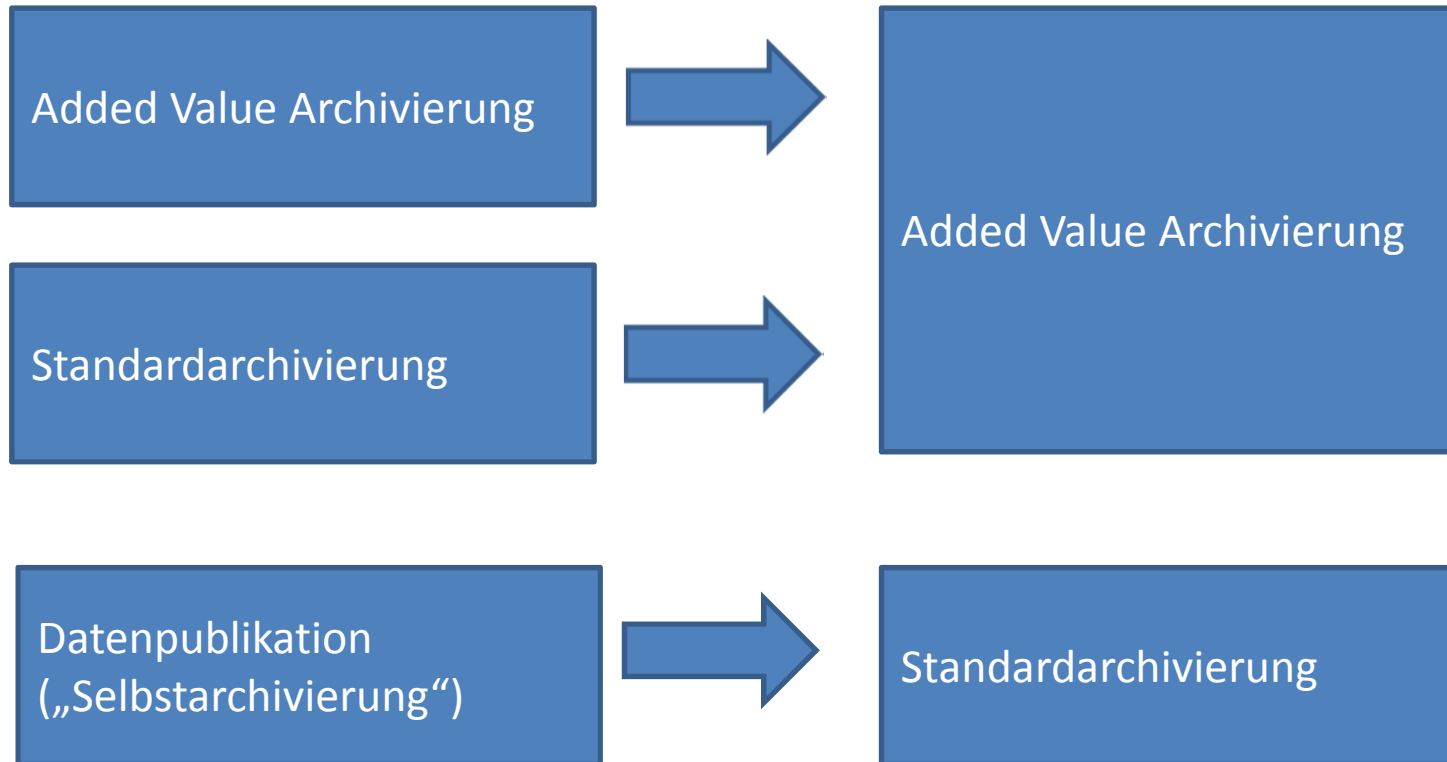 Added Value Archivierung
Standardarchivierung
Added Value Archivierung
Datenpublikation
(„Selbstarchivierung“)
Standardarchivierung